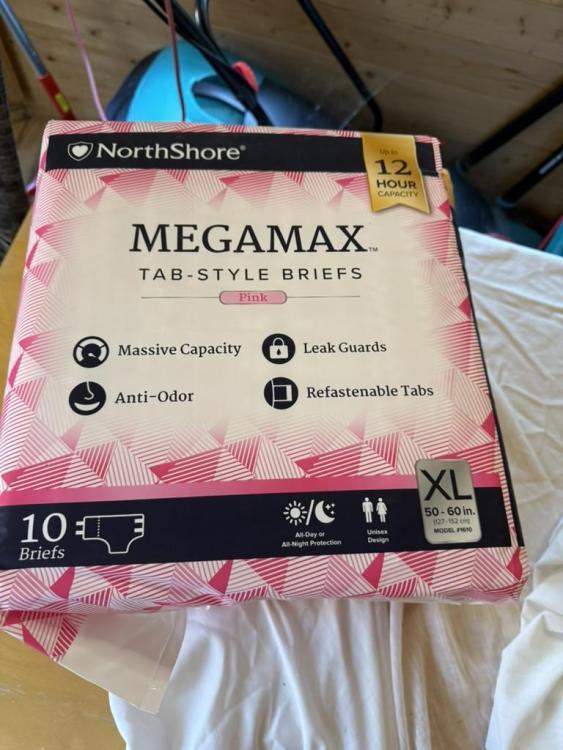 NorthShore®
Up to
12
HOUR
CAPACITY
MEGAMAX™
TAB-STYLE BRIEFS
Pink
Massive Capacity
Leak Guards
Anti-Odor
Refastenable Tabs
10
Briefs
All-Day or
All-Night Protection
Unisex
Design
XL
50 - 60 in.
(127-152 cm)
MODEL #1610